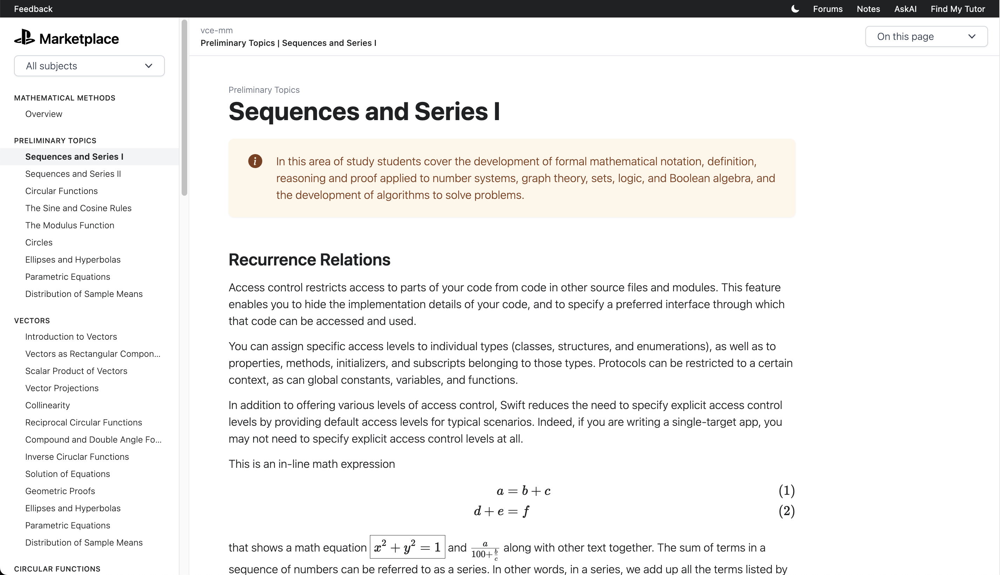 Feedback
Forums Notes AskAI Find My Tutor
Marketplace
All subjects
MATHEMATICAL METHODS
Overview
PRELIMINARY TOPICS
Sequences and Series I
Sequences and Series II
Circular Functions
The Sine and Cosine Rules
The Modulus Function
Circles
Ellipses and Hyperbolas
Parametric Equations
Distribution of Sample Means
VECTORS
Introduction to Vectors
Vectors as Rectangular Compon...
Scalar Product of Vectors
Vector Projections
Collinearity
Reciprocal Circular Functions
Compound and Double Angle Fo...
Inverse Ciruclar Functions
Solution of Equations
Geometric Proofs
Ellipses and Hyperbolas
Parametric Equations
Distribution of Sample Means
CIRCULAR FUNCTIONS
vce-mm
Preliminary Topics | Sequences and Series I
On this page
Preliminary Topics
Sequences and Series I
i
In this area of study students cover the development of formal mathematical notation, definition,
reasoning and proof applied to number systems, graph theory, sets, logic, and Boolean algebra, and
the development of algorithms to solve problems.
Recurrence Relations
Access control restricts access to parts of your code from code in other source files and modules. This feature
enables you to hide the implementation details of your code, and to specify a preferred interface through which
that code can be accessed and used.
You can assign specific access levels to individual types (classes, structures, and enumerations), as well as to
properties, methods, initializers, and subscripts belonging to those types. Protocols can be restricted to a certain
context, as can global constants, variables, and functions.
In addition to offering various levels of access control, Swift reduces the need to specify explicit access control
levels by providing default access levels for typical scenarios. Indeed, if you are writing a single-target app, you
may not need to specify explicit access control levels at all.
This is an in-line math expression
a = b + c (1)
d + e = f (2)
that shows a math equation x² + y² = 1 and a/(100+b/c) along with other text together. The sum of terms in a
sequence of numbers can be referred to as a series. In other words, in a series, we add up all the terms listed by